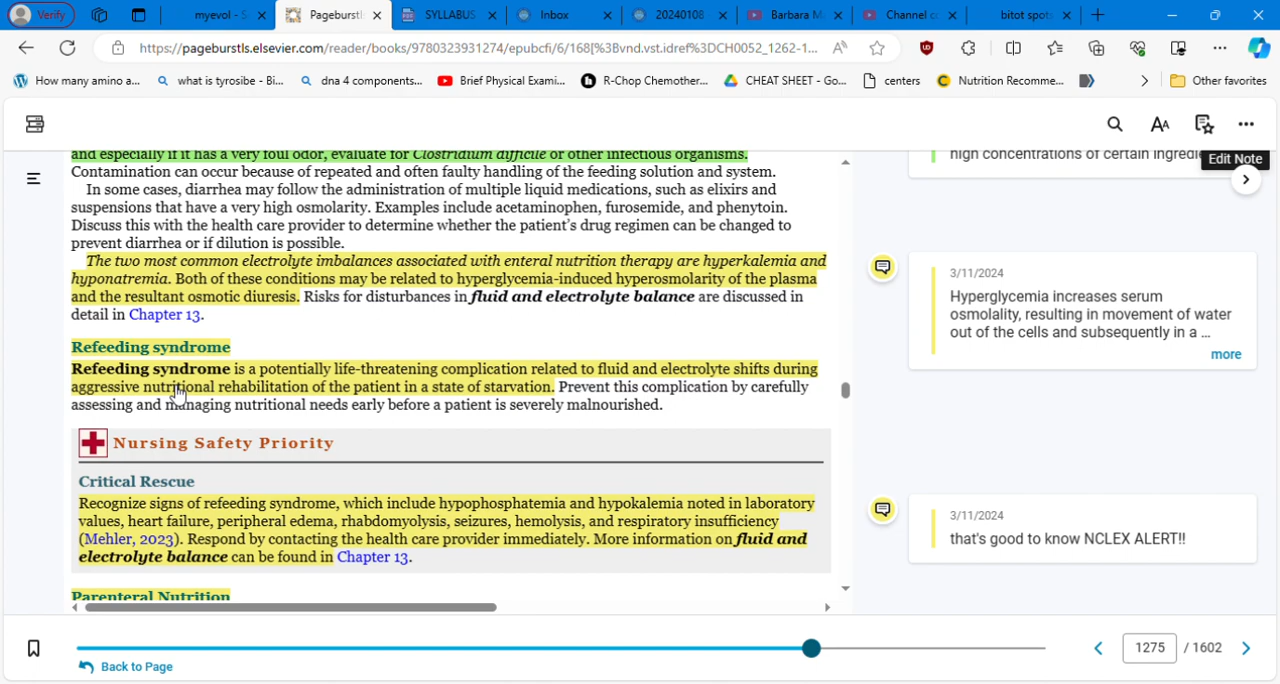 Verify
myevol - S
Pageburstl
SYLLABUS
Inbox
20240108
Barbara M
Channel c
bitot spots
https://pageburstls.elsevier.com/reader/books/9780323931274/epubcfi/6/168[%3Bvnd.vst.idref%3DCH0052_1262-1...
How many amino a...
what is tyrosibe - Bi...
dna 4 components...
Brief Physical Exami...
R-Chop Chemother...
CHEAT SHEET - Go...
centers
Nutrition Recomme...
Other favorites
and especially if it has a very foul odor, evaluate for Clostridium difficile or other infectious organisms.
Contamination can occur because of repeated and often faulty handling of the feeding solution and system.
In some cases, diarrhea may follow the administration of multiple liquid medications, such as elixirs and
suspensions that have a very high osmolarity. Examples include acetaminophen, furosemide, and phenytoin.
Discuss this with the health care provider to determine whether the patient's drug regimen can be changed to
prevent diarrhea or if dilution is possible.
The two most common electrolyte imbalances associated with enteral nutrition therapy are hyperkalemia and
hyponatremia. Both of these conditions may be related to hyperglycemia-induced hyperosmolarity of the plasma
and the resultant osmotic diuresis. Risks for disturbances in fluid and electrolyte balance are discussed in
detail in Chapter 13.
Refeeding syndrome
Refeeding syndrome is a potentially life-threatening complication related to fluid and electrolyte shifts during
aggressive nutritional rehabilitation of the patient in a state of starvation. Prevent this complication by carefully
assessing and managing nutritional needs early before a patient is severely malnourished.
Nursing Safety Priority
Critical Rescue
Recognize signs of refeeding syndrome, which include hypophosphatemia and hypokalemia noted in laboratory
values, heart failure, peripheral edema, rhabdomyolysis, seizures, hemolysis, and respiratory insufficiency
(Mehler, 2023). Respond by contacting the health care provider immediately. More information on fluid and
electrolyte balance can be found in Chapter 13.
Parenteral Nutrition
high concentrations of certain ingredie
Edit Note
3/11/2024
Hyperglycemia increases serum
osmolality, resulting in movement of water
out of the cells and subsequently in a ...
more
3/11/2024
that's good to know NCLEX ALERT!!
1275 / 1602
Back to Page